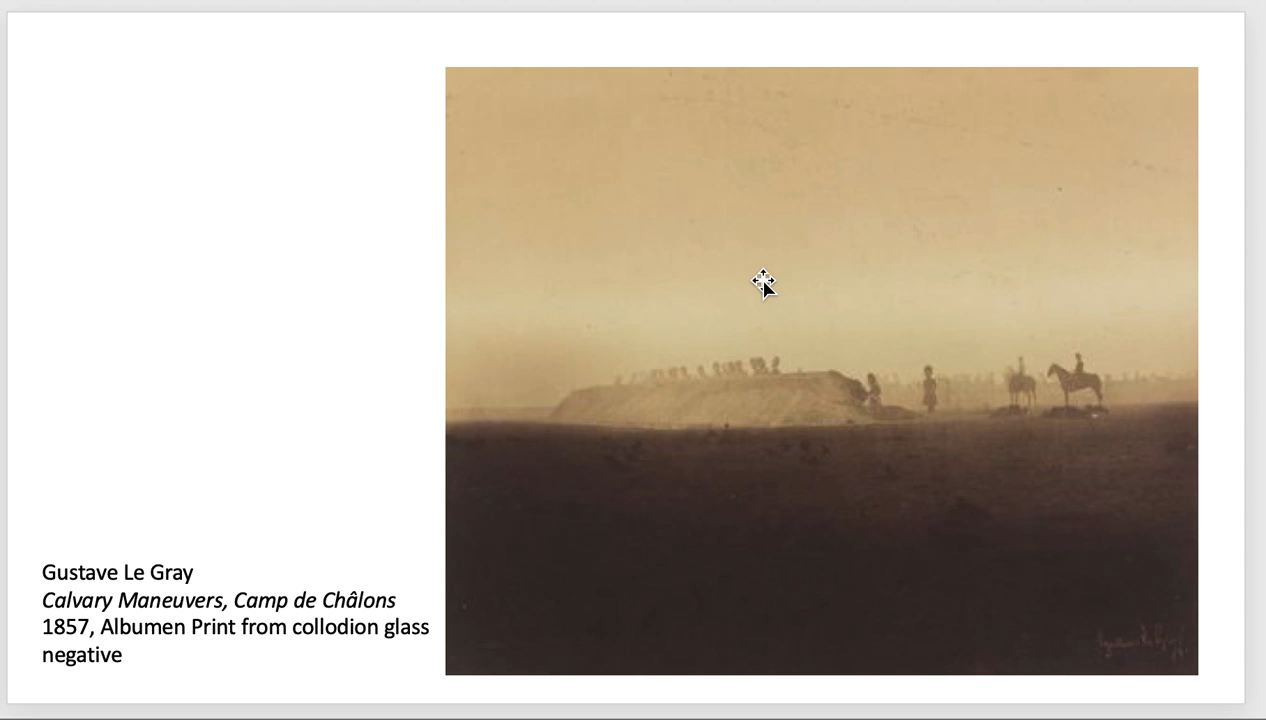 Gustave Le Gray
Calvary Maneuvers, Camp de Châlons
1857, Albumen Print from collodion glass
negative